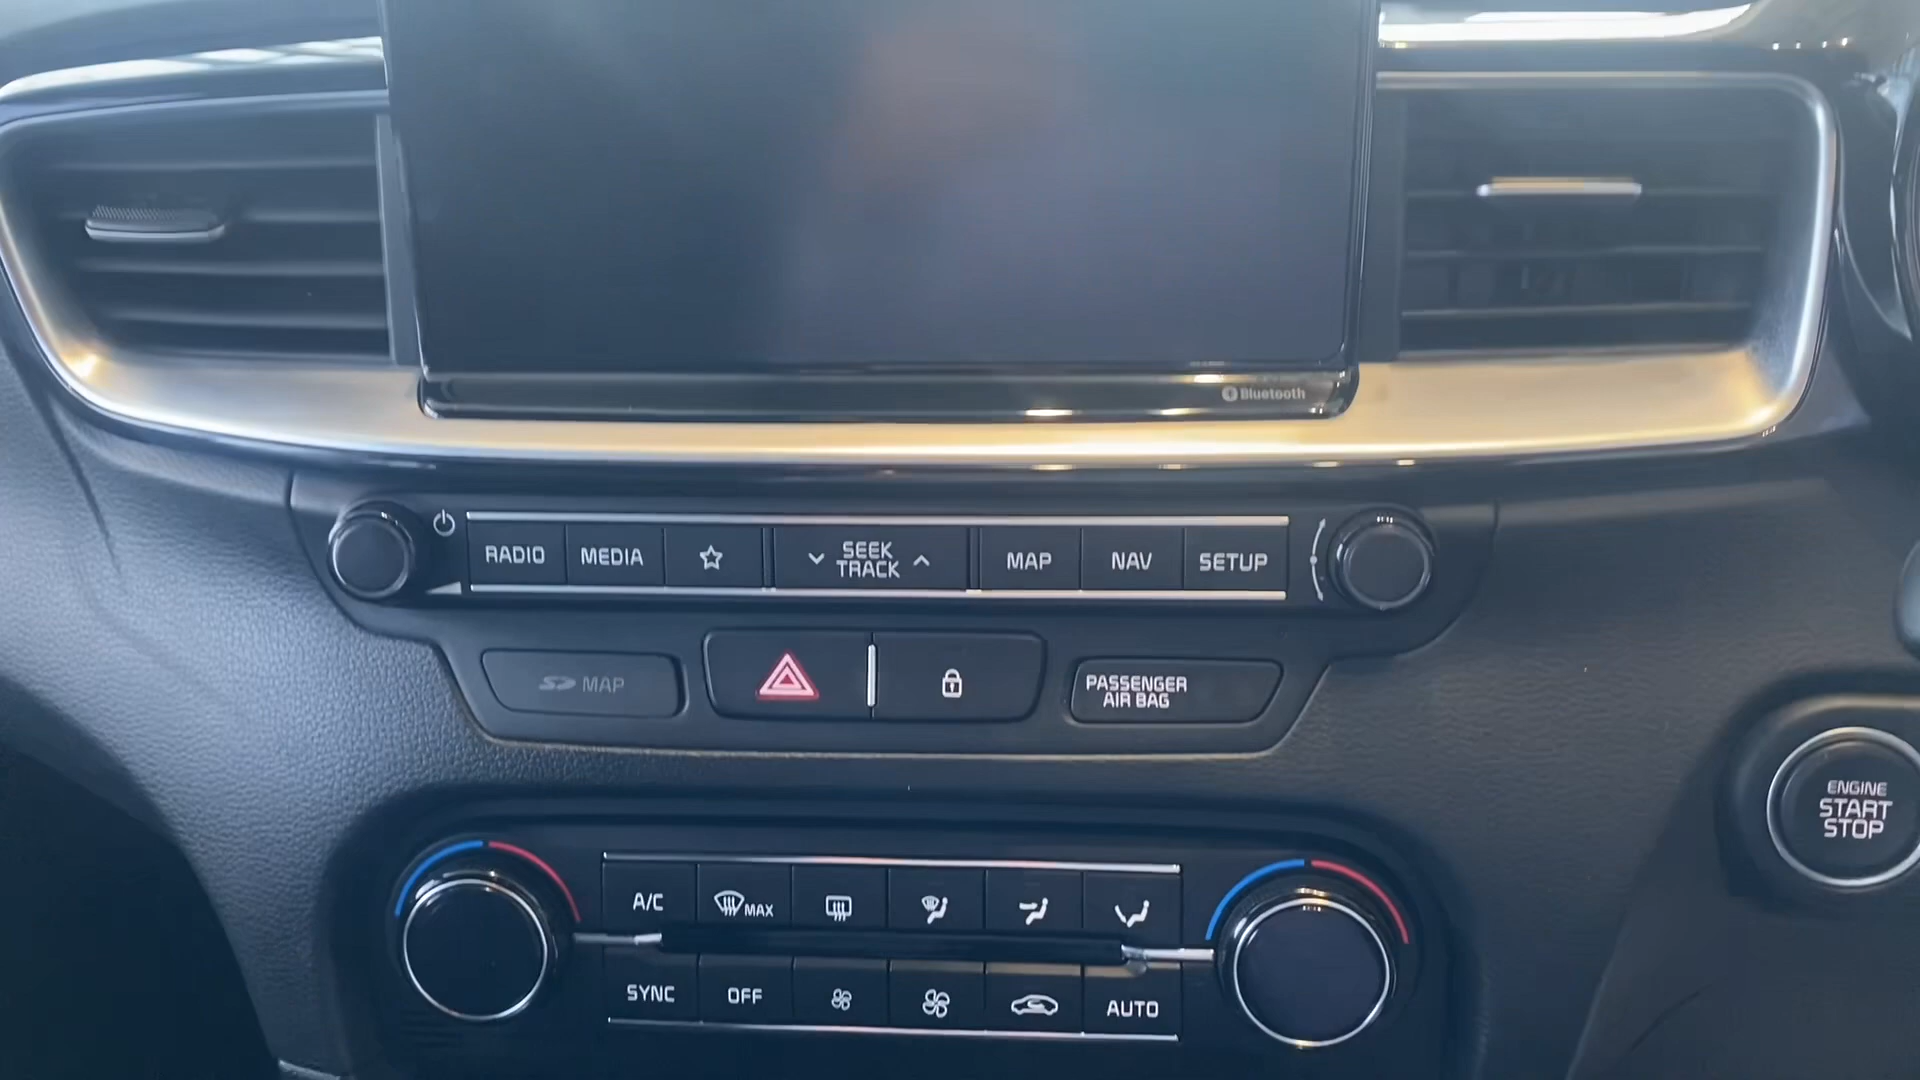 Bluetooth
RADIO
MEDIA
SEEK
TRACK
MAP
NAV
SETUP
SD MAP
PASSENGER
AIR BAG
ENGINE
START
STOP
A/C
MAX
SYNC
OFF
AUTO